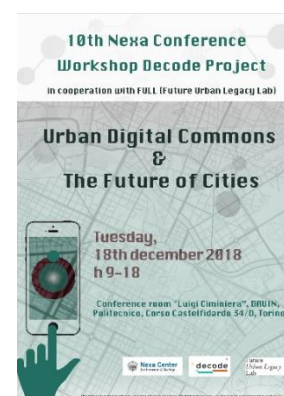 10th Nexa Conference
Workshop Decode Project
in cooperation with FULL (Future Urban Legacy Lab)
Urban Digital Commons
&
The Future of Cities
Tuesday,
18th december 2018
h 9-18
Conference room "Luigi Ciminiera", DAUIN,
Politecnico, Corso Castelfidardo 34/D, Torino
Nexa Center
decode
Future
Urban Legacy
Lab